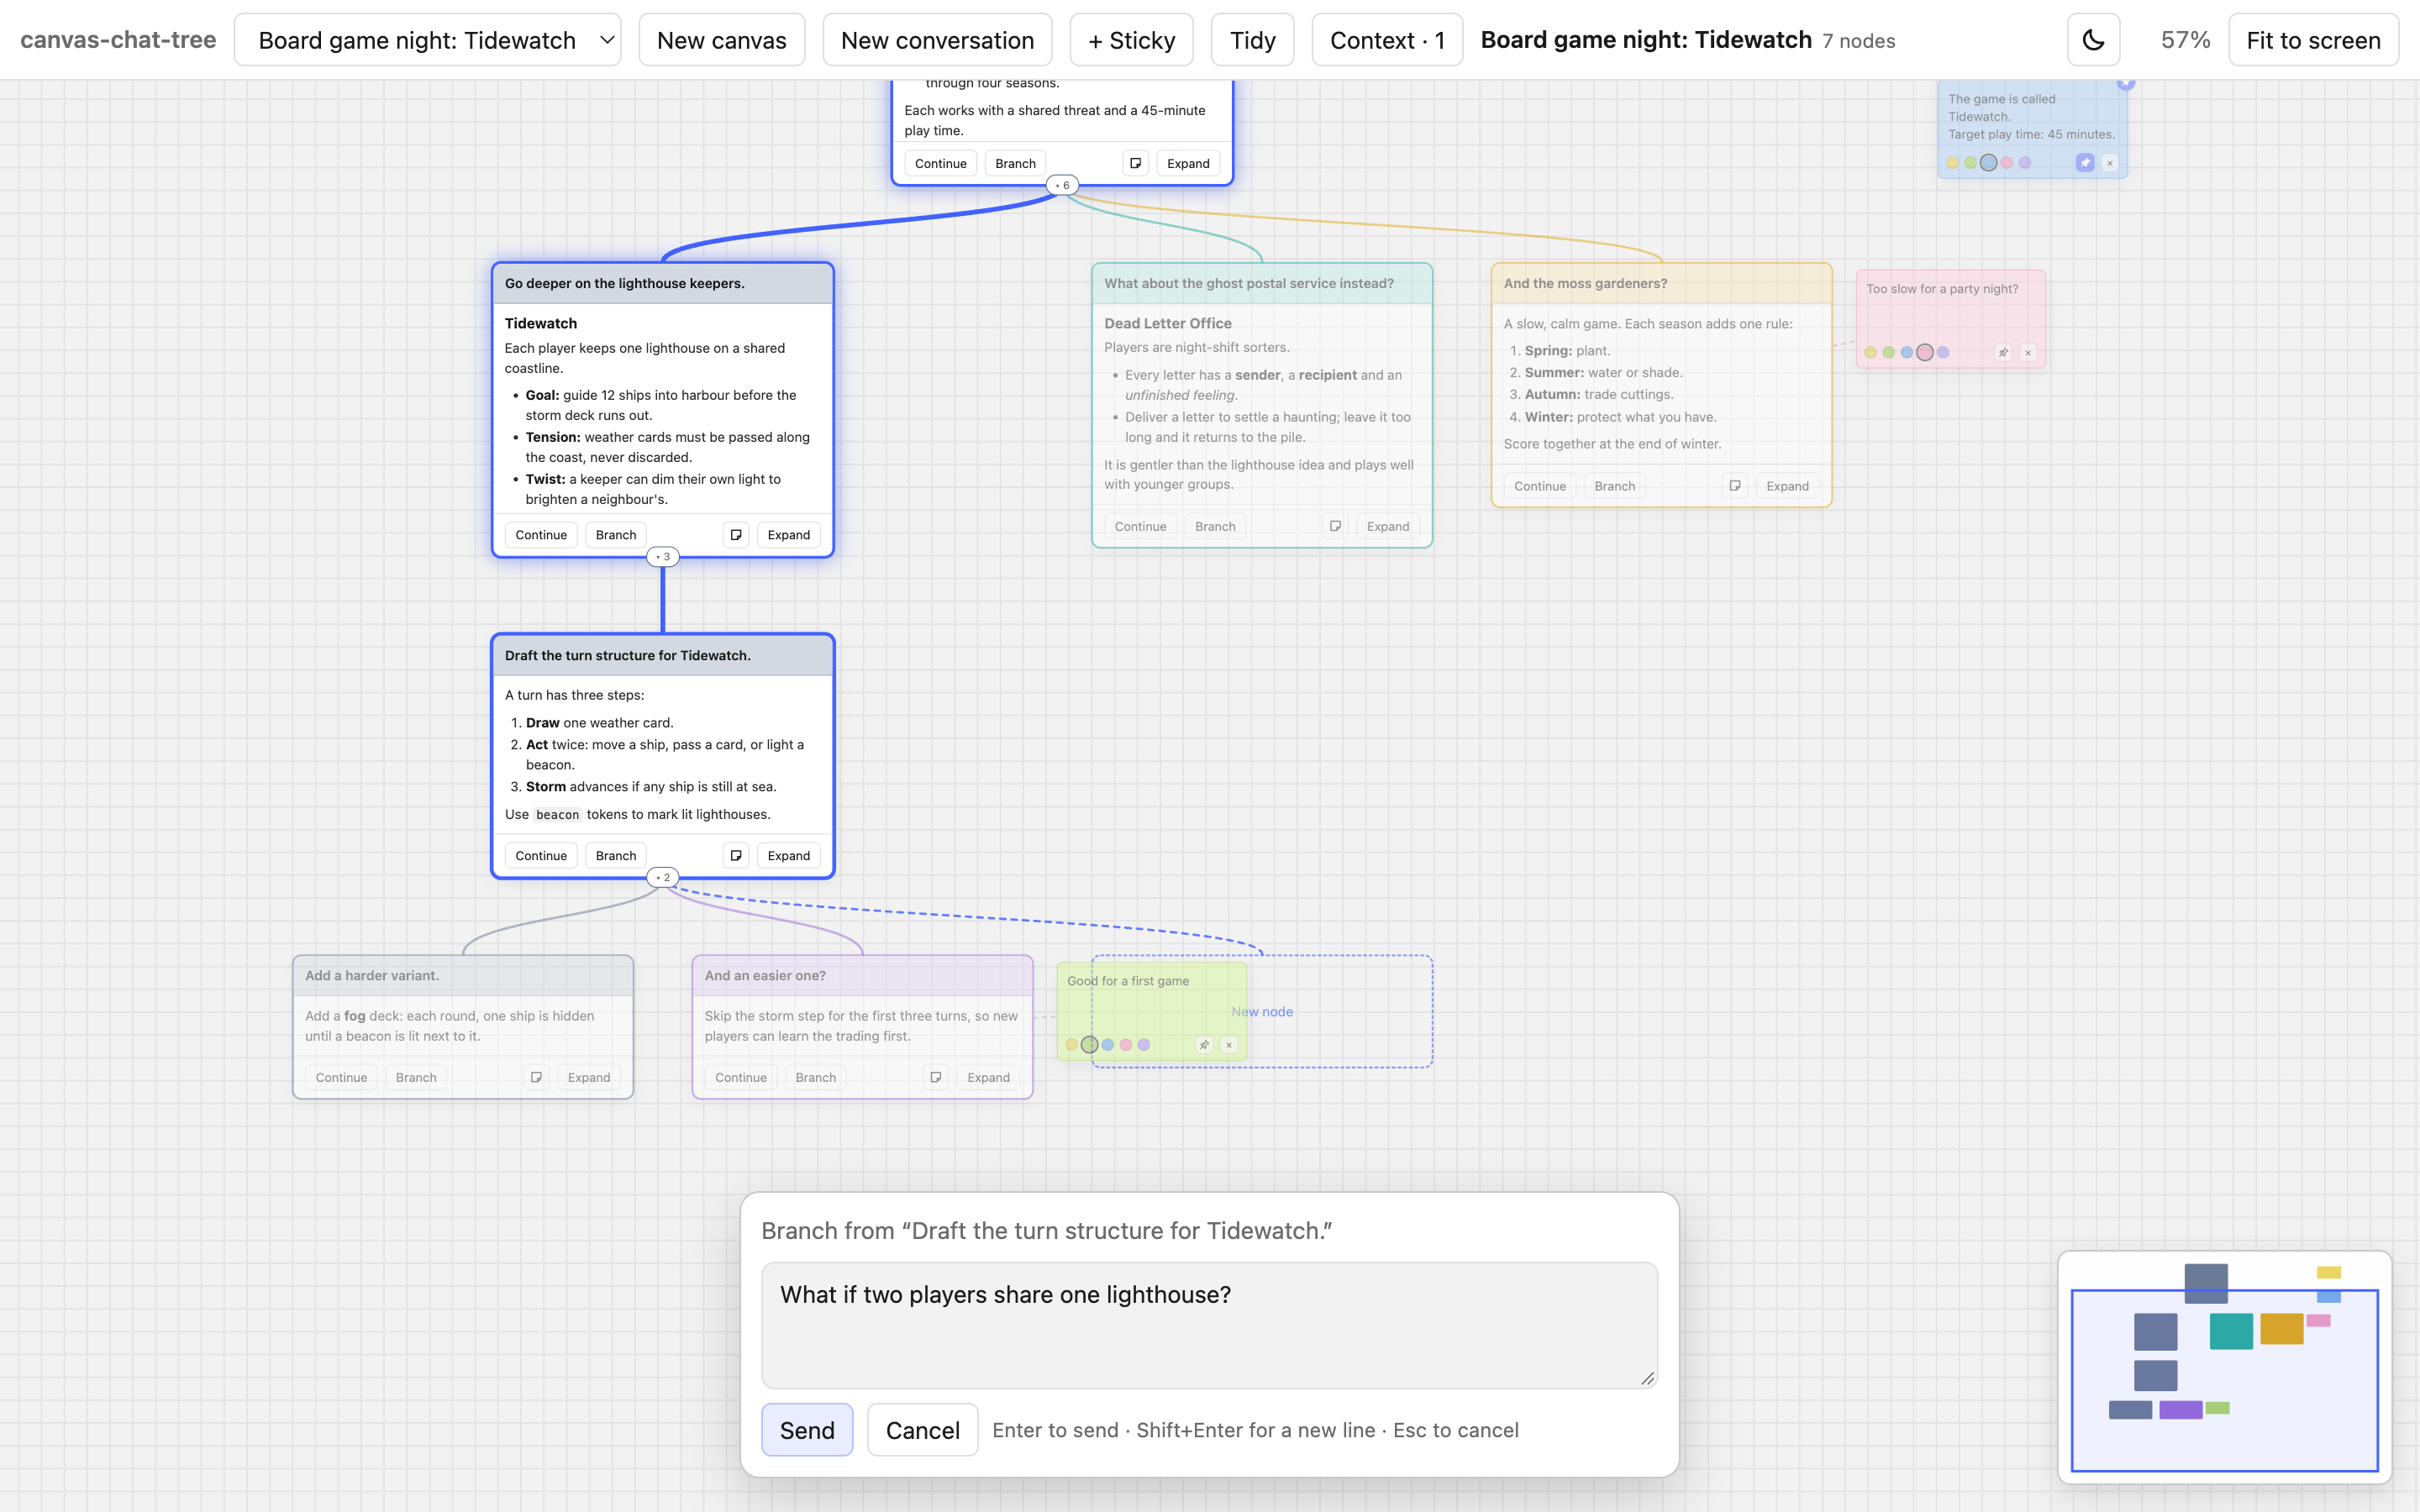 canvas-chat-tree
Board game night: Tidewatch
New canvas
New conversation
+ Sticky
Tidy
Context · 1
Board game night: Tidewatch 7 nodes
57%
Fit to screen
through four seasons.
Each works with a shared threat and a 45-minute
play time.
Continue
Branch
Expand
6
The game is called
Tidewatch.
Target play time: 45 minutes.
×
Go deeper on the lighthouse keepers.
Tidewatch
Each player keeps one lighthouse on a shared
coastline.
• Goal: guide 12 ships into harbour before the
storm deck runs out.
• Tension: weather cards must be passed along
the coast, never discarded.
• Twist: a keeper can dim their own light to
brighten a neighbour's.
Continue
Branch
Expand
3
What about the ghost postal service instead?
Dead Letter Office
Players are night-shift sorters.
• Every letter has a sender, a recipient and an
unfinished feeling.
• Deliver a letter to settle a haunting; leave it too
long and it returns to the pile.
It is gentler than the lighthouse idea and plays well
with younger groups.
Continue
Branch
Expand
And the moss gardeners?
A slow, calm game. Each season adds one rule:
1. Spring: plant.
2. Summer: water or shade.
3. Autumn: trade cuttings.
4. Winter: protect what you have.
Score together at the end of winter.
Continue
Branch
Expand
Too slow for a party night?
×
Draft the turn structure for Tidewatch.
A turn has three steps:
1. Draw one weather card.
2. Act twice: move a ship, pass a card, or light a
beacon.
3. Storm advances if any ship is still at sea.
Use beacon tokens to mark lit lighthouses.
Continue
Branch
Expand
2
Add a harder variant.
Add a fog deck: each round, one ship is hidden
until a beacon is lit next to it.
Continue
Branch
Expand
And an easier one?
Skip the storm step for the first three turns, so new
players can learn the trading first.
Continue
Branch
Expand
Good for a first game
×
New node
Branch from “Draft the turn structure for Tidewatch.”
What if two players share one lighthouse?
Send
Cancel
Enter to send · Shift+Enter for a new line · Esc to cancel